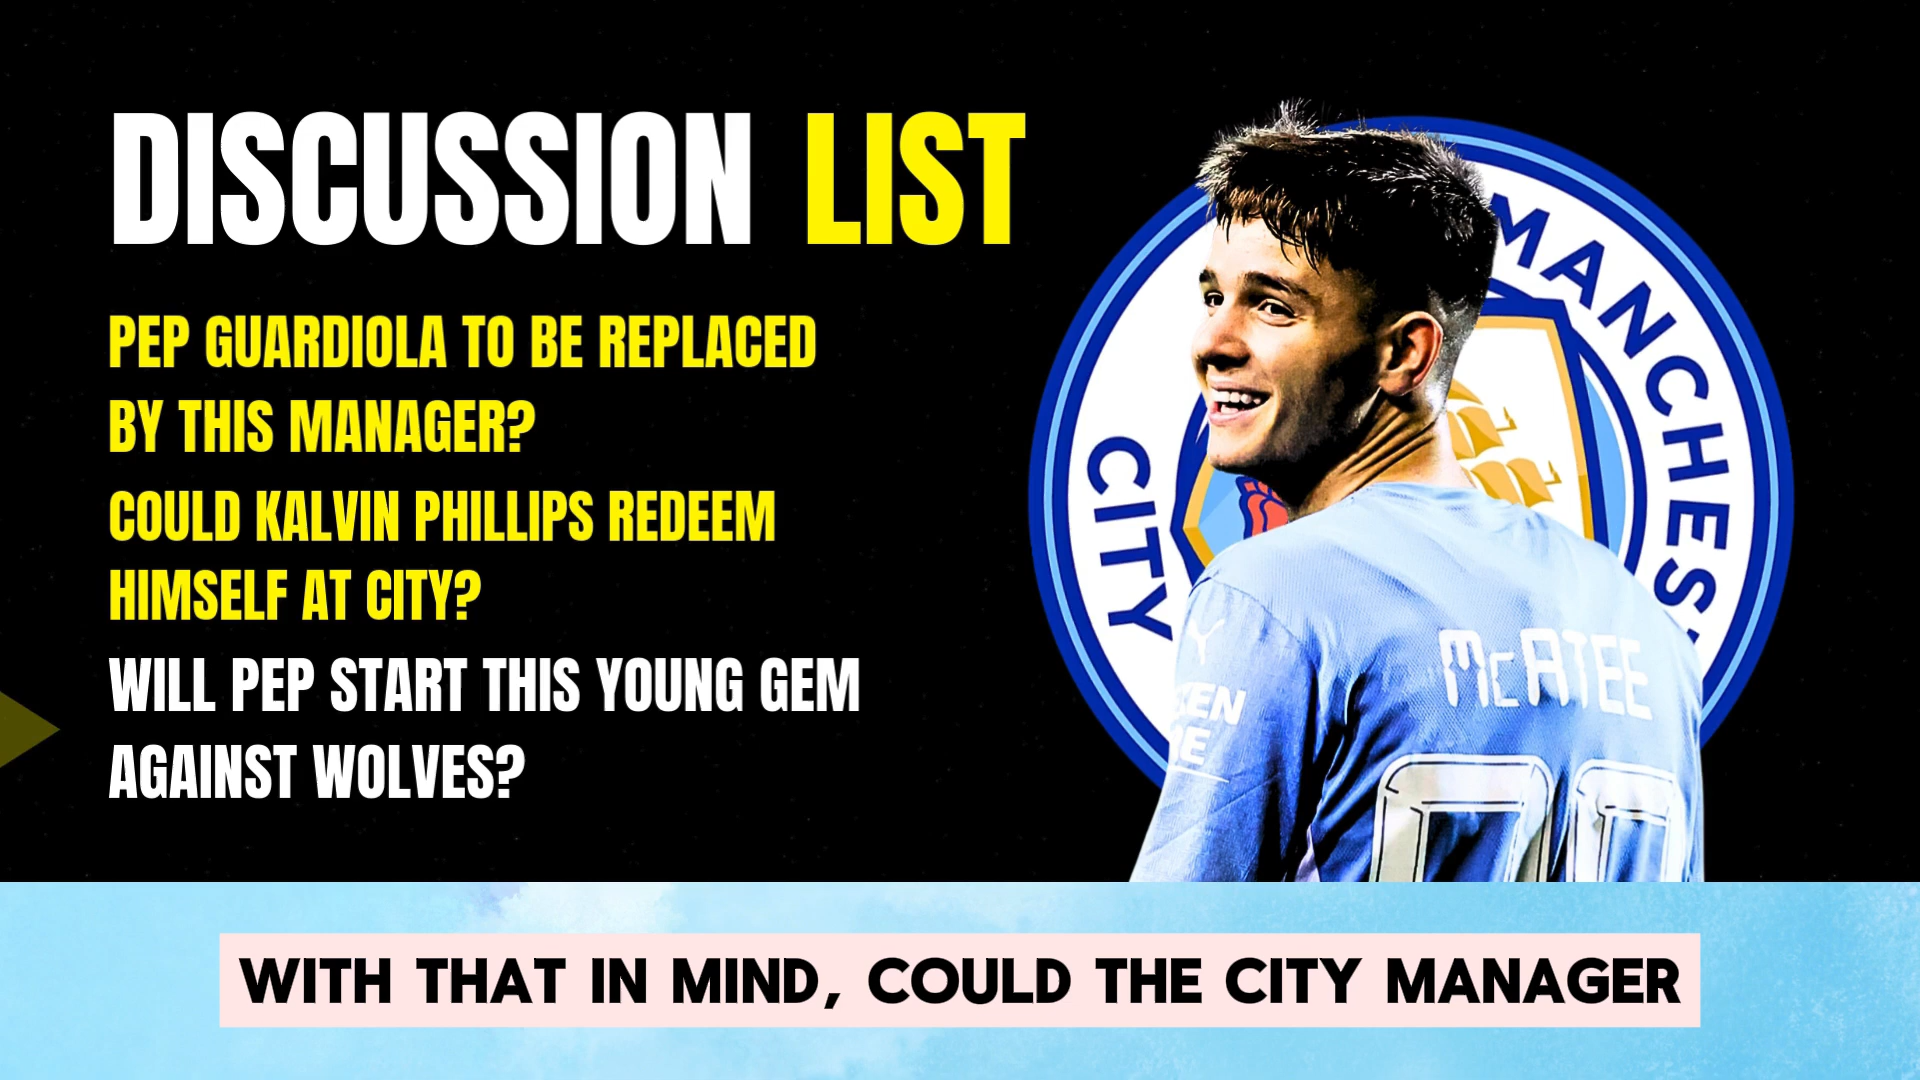 DISCUSSION LIST
PEP GUARDIOLA TO BE REPLACED
BY THIS MANAGER?
COULD KALVIN PHILLIPS REDEEM
HIMSELF AT CITY?
WILL PEP START THIS YOUNG GEM
AGAINST WOLVES?
MANCHES
CITY
McATEE
WITH THAT IN MIND, COULD THE CITY MANAGER